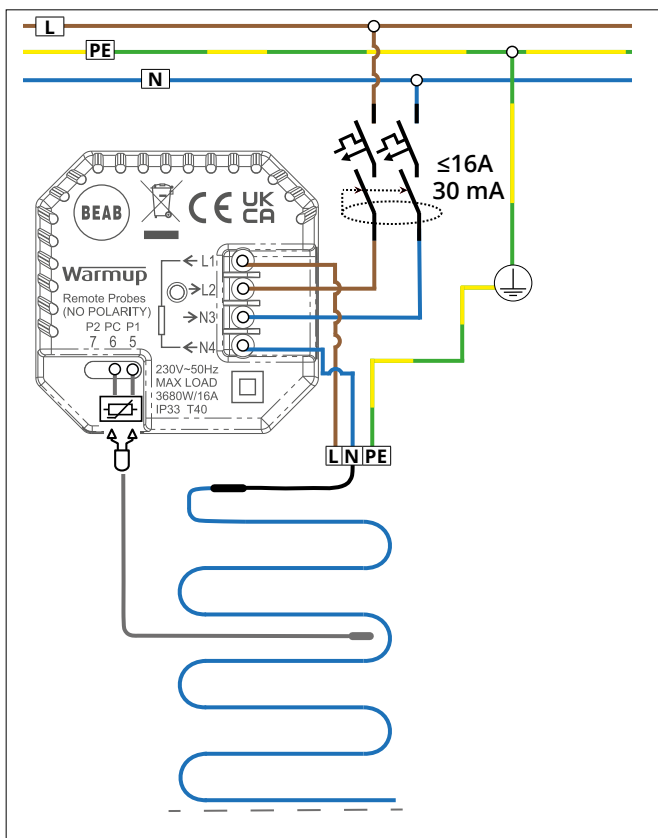 L
PE
N
≤16A
30 mA
BEAB
CE UK
CA
Warmup
Remote Probes
(NO POLARITY)
P2 PC P1
7 6 5
L1
L2
N3
N4
230V~50Hz
MAX LOAD
3680W/16A
IP33 T40
L N PE